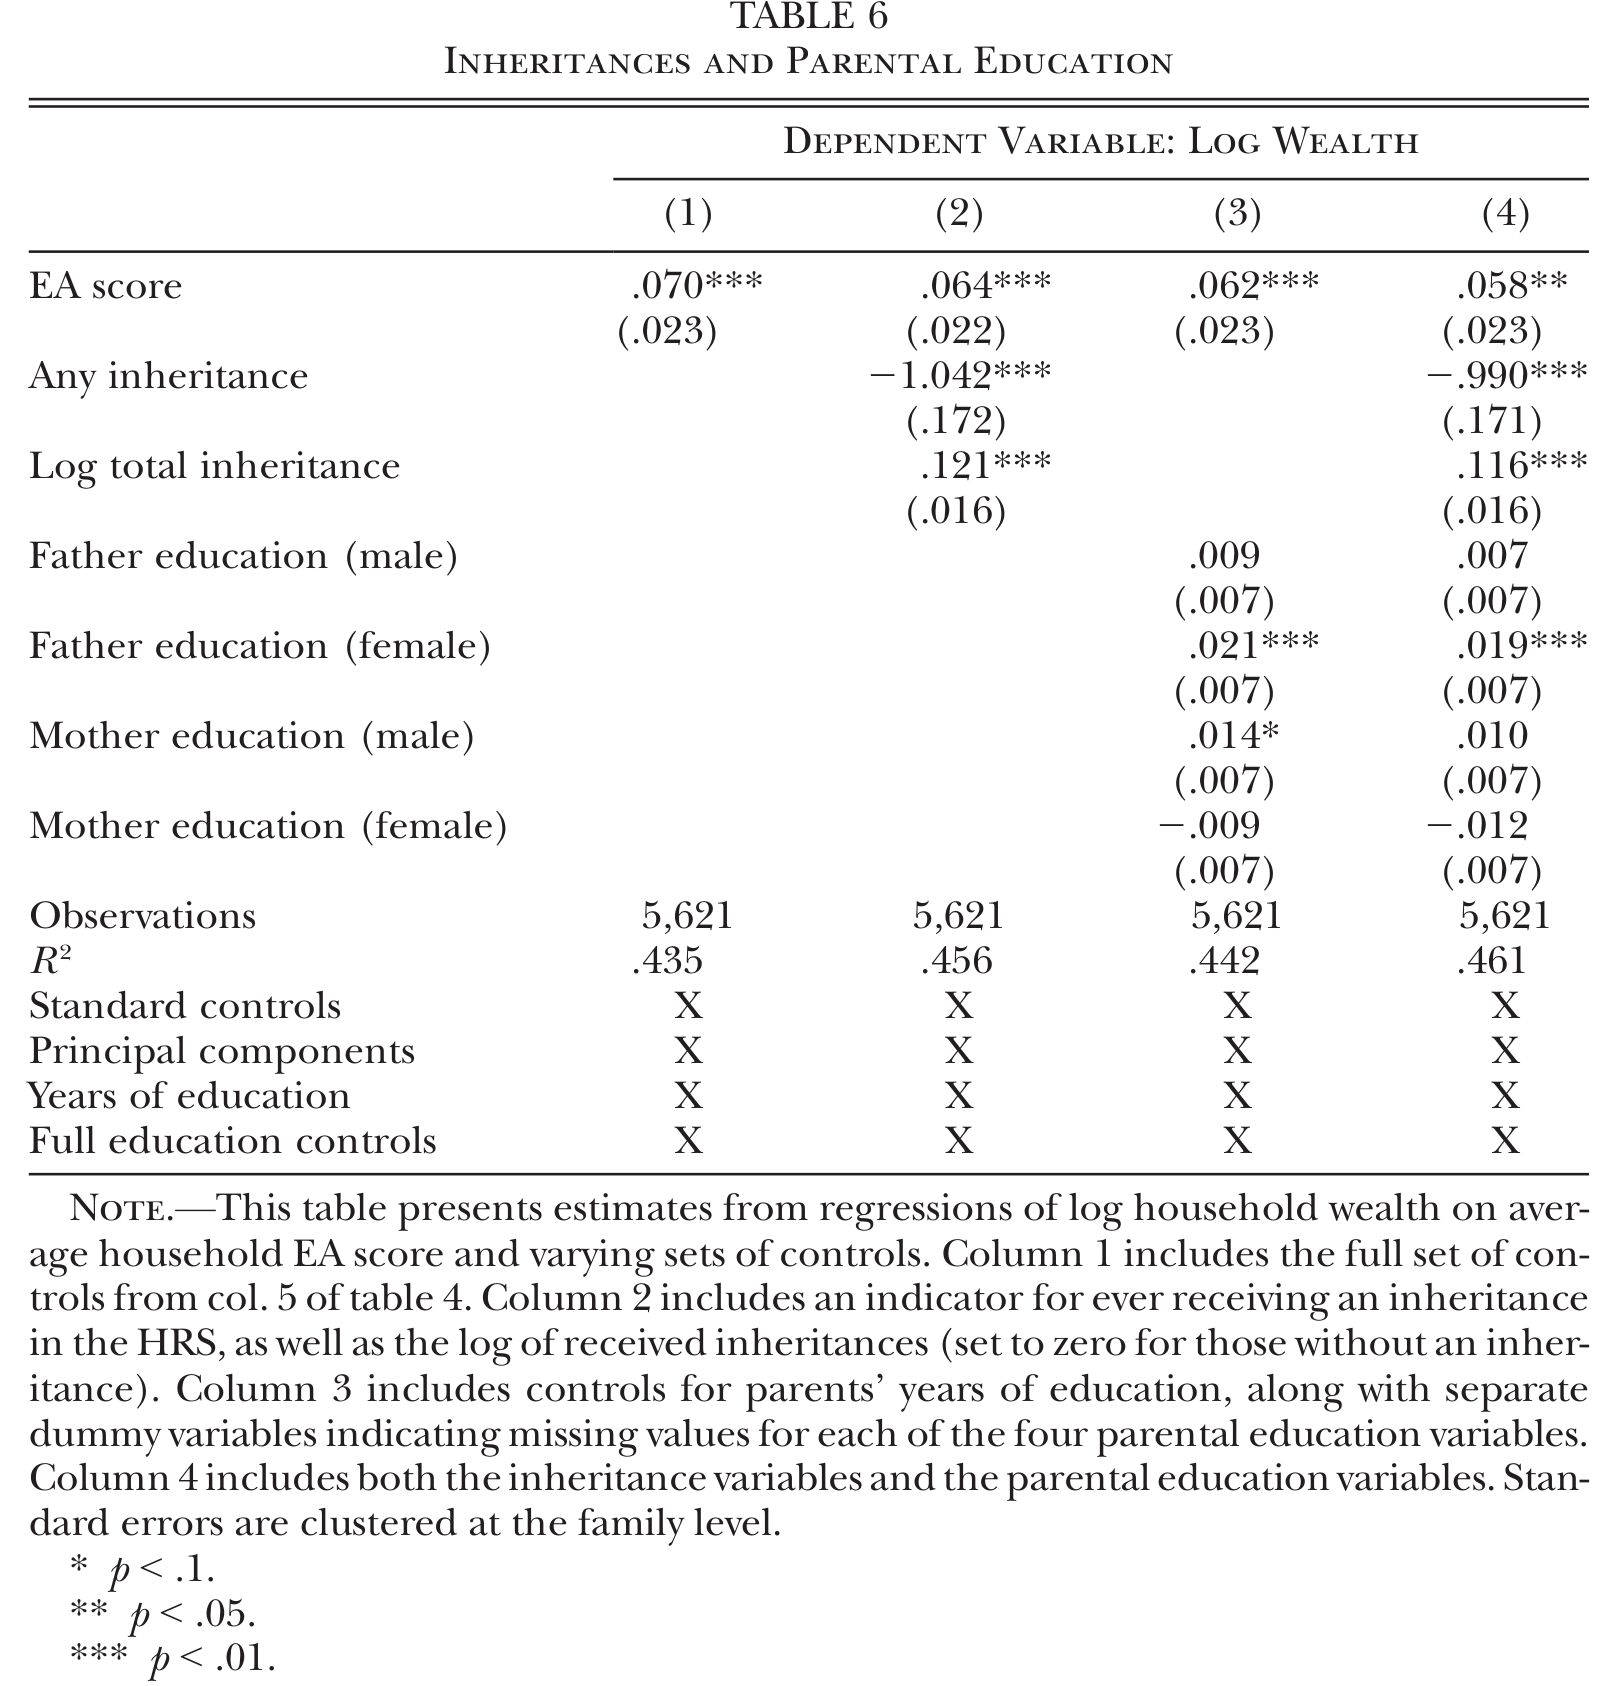 TABLE 6
Inheritances and Parental Education
Dependent Variable: Log Wealth
(1) (2) (3) (4)
EA score .070*** .064*** .062*** .058**
(.023) (.022) (.023) (.023)
Any inheritance −1.042*** −.990***
(.172) (.171)
Log total inheritance .121*** .116***
(.016) (.016)
Father education (male) .009 .007
(.007) (.007)
Father education (female) .021*** .019***
(.007) (.007)
Mother education (male) .014* .010
(.007) (.007)
Mother education (female) −.009 −.012
(.007) (.007)
Observations 5,621 5,621 5,621 5,621
R² .435 .456 .442 .461
Standard controls X X X X
Principal components X X X X
Years of education X X X X
Full education controls X X X X
Note.—This table presents estimates from regressions of log household wealth on aver-
age household EA score and varying sets of controls. Column 1 includes the full set of con-
trols from col. 5 of table 4. Column 2 includes an indicator for ever receiving an inheritance
in the HRS, as well as the log of received inheritances (set to zero for those without an inher-
itance). Column 3 includes controls for parents’ years of education, along with separate
dummy variables indicating missing values for each of the four parental education variables.
Column 4 includes both the inheritance variables and the parental education variables. Stan-
dard errors are clustered at the family level.
* p < .1.
** p < .05.
*** p < .01.